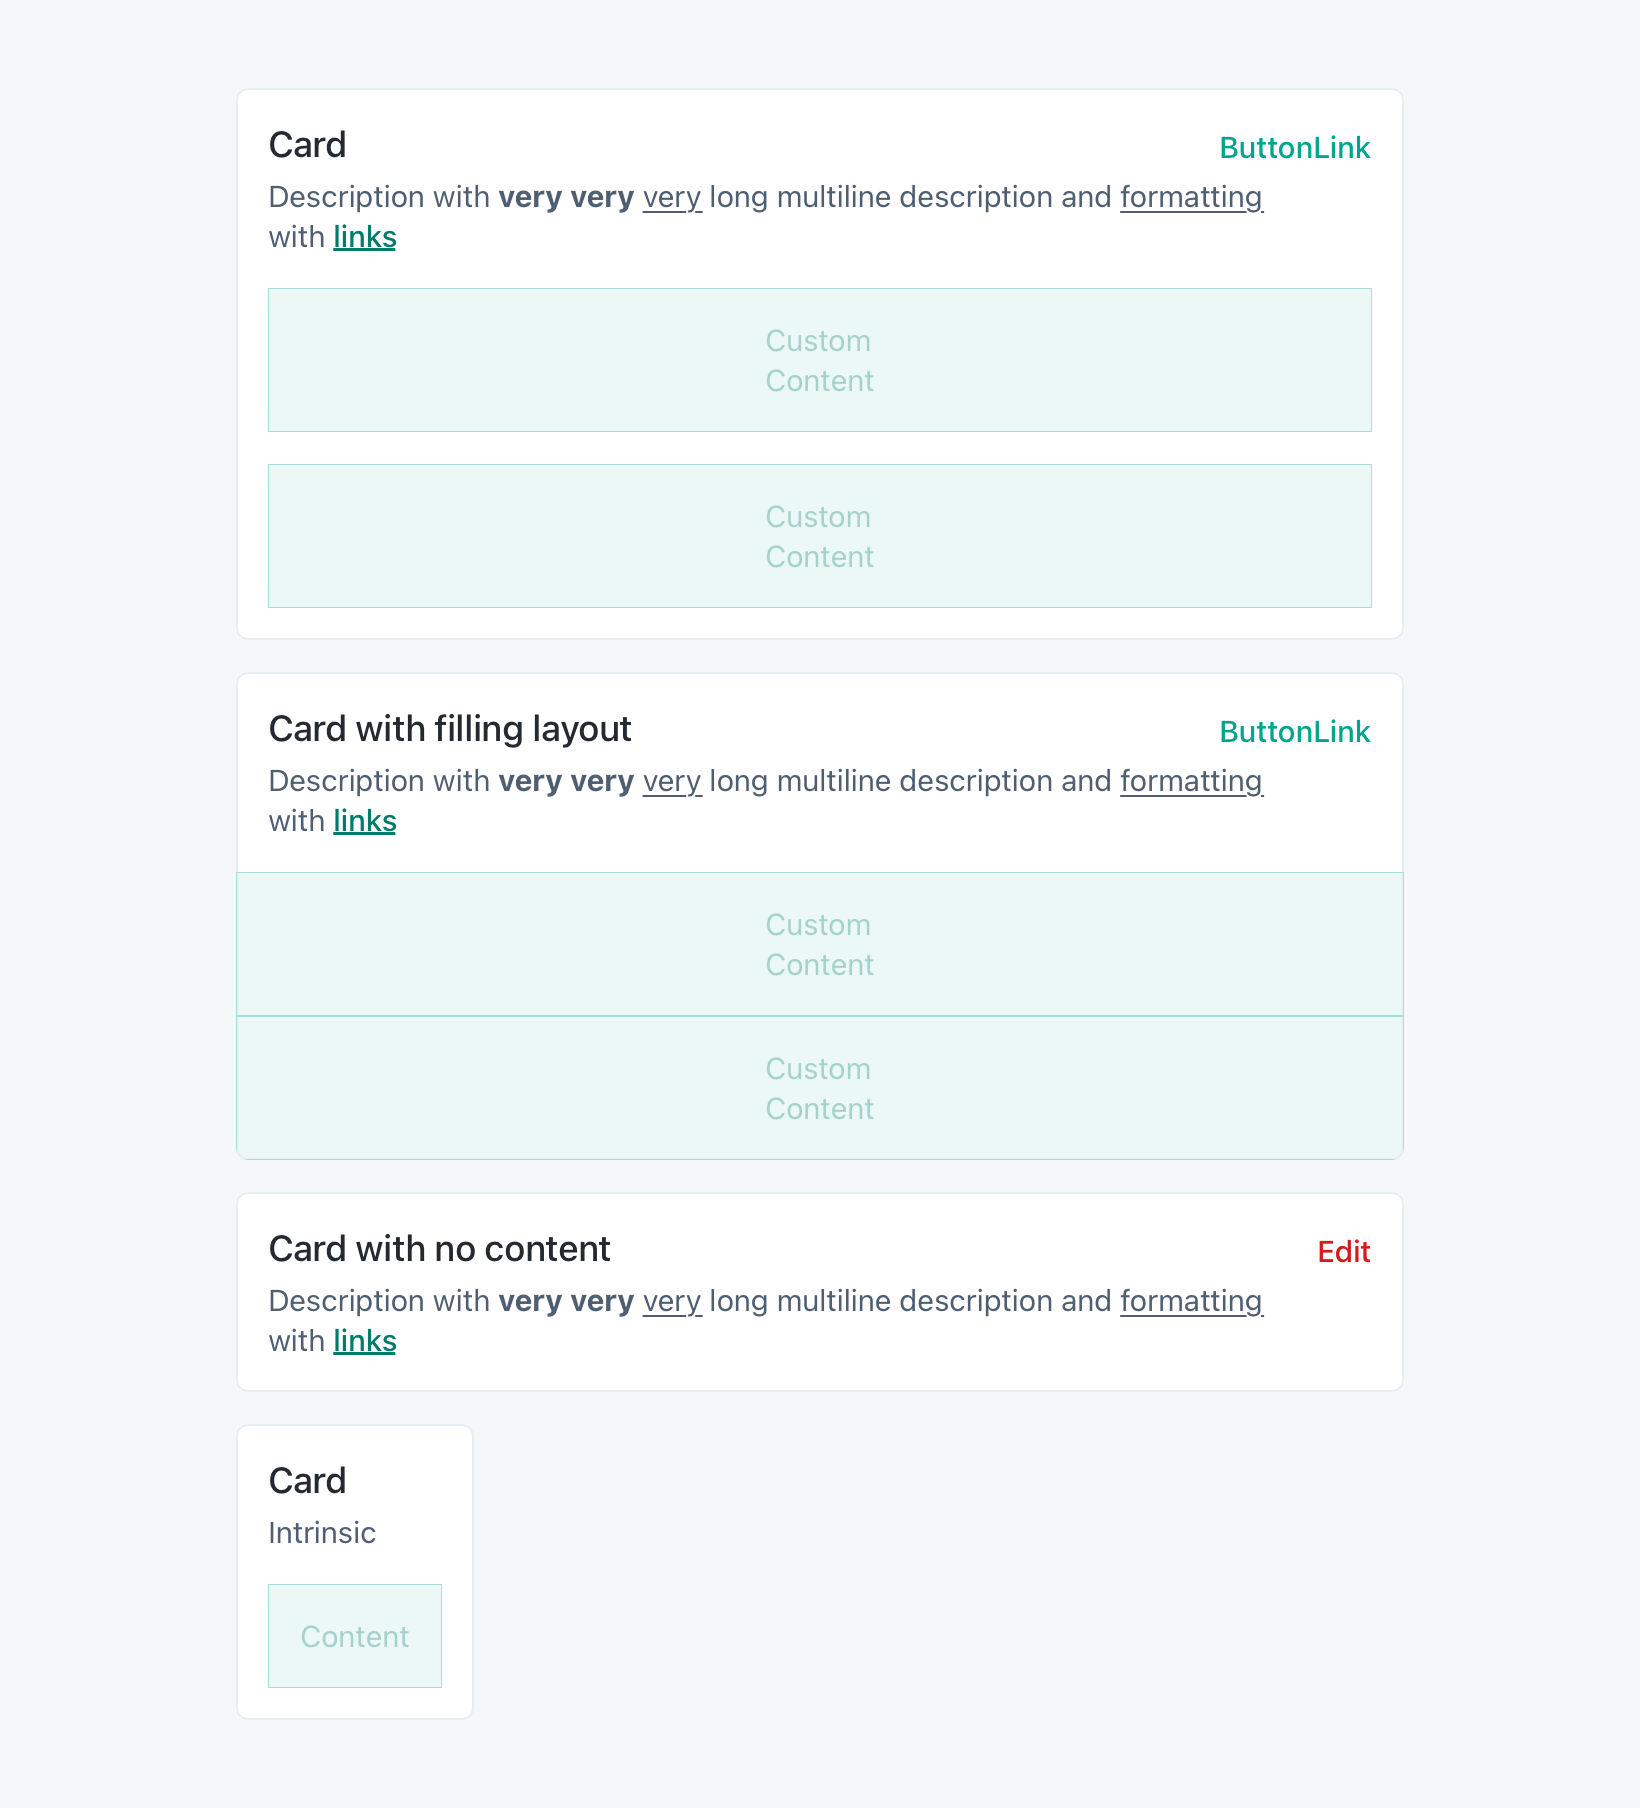 Card
ButtonLink
Description with very very very long multiline description and formatting
with links
Custom
Content
Custom
Content
Card with filling layout
ButtonLink
Description with very very very long multiline description and formatting
with links
Custom
Content
Custom
Content
Card with no content
Edit
Description with very very very long multiline description and formatting
with links
Card
Intrinsic
Content